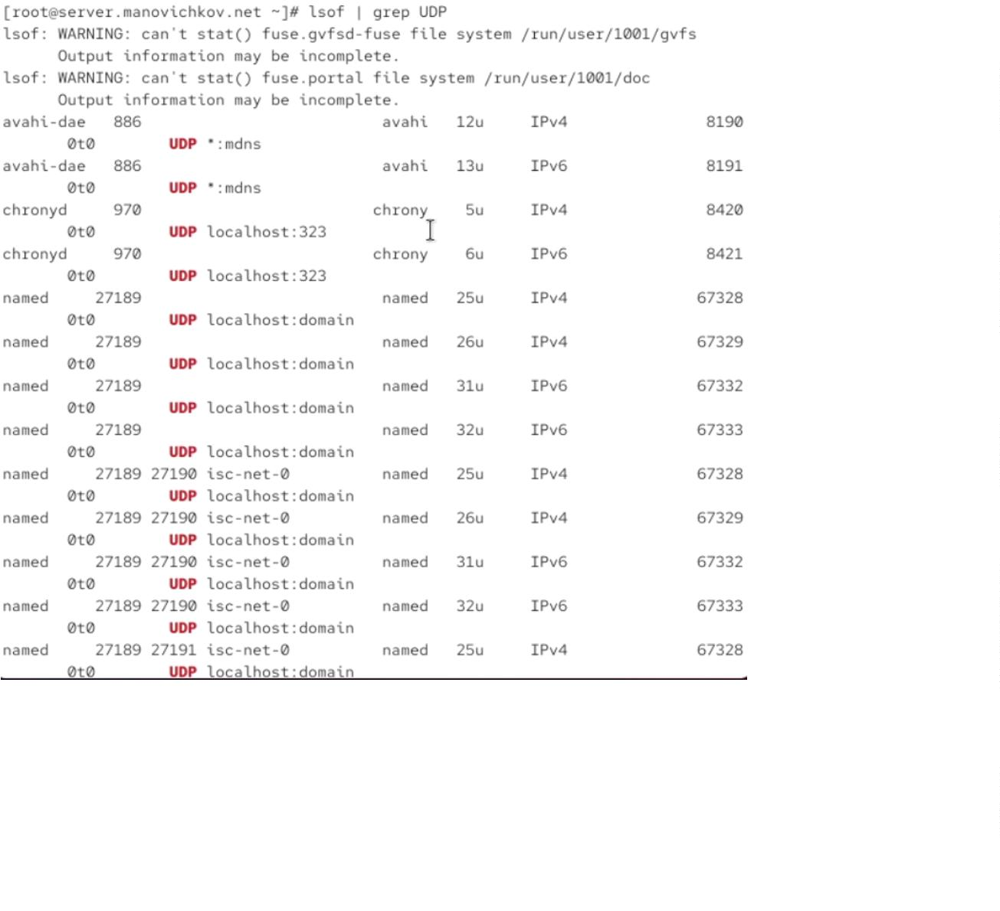 [root@server.manovichkov.net ~]# lsof | grep UDP
lsof: WARNING: can't stat() fuse.gvfsd-fuse file system /run/user/1001/gvfs
      Output information may be incomplete.
lsof: WARNING: can't stat() fuse.portal file system /run/user/1001/doc
      Output information may be incomplete.
avahi-dae   886                          avahi   12u     IPv4               8190
       0t0        UDP *:mdns
avahi-dae   886                          avahi   13u     IPv6               8191
       0t0        UDP *:mdns
chronyd     970                         chrony    5u     IPv4               8420
       0t0        UDP localhost:323
chronyd     970                         chrony    6u     IPv6               8421
       0t0        UDP localhost:323
named     27189                          named   25u     IPv4              67328
       0t0        UDP localhost:domain
named     27189                          named   26u     IPv4              67329
       0t0        UDP localhost:domain
named     27189                          named   31u     IPv6              67332
       0t0        UDP localhost:domain
named     27189                          named   32u     IPv6              67333
       0t0        UDP localhost:domain
named     27189 27190 isc-net-0          named   25u     IPv4              67328
       0t0        UDP localhost:domain
named     27189 27190 isc-net-0          named   26u     IPv4              67329
       0t0        UDP localhost:domain
named     27189 27190 isc-net-0          named   31u     IPv6              67332
       0t0        UDP localhost:domain
named     27189 27190 isc-net-0          named   32u     IPv6              67333
       0t0        UDP localhost:domain
named     27189 27191 isc-net-0          named   25u     IPv4              67328
       0t0        UDP localhost:domain